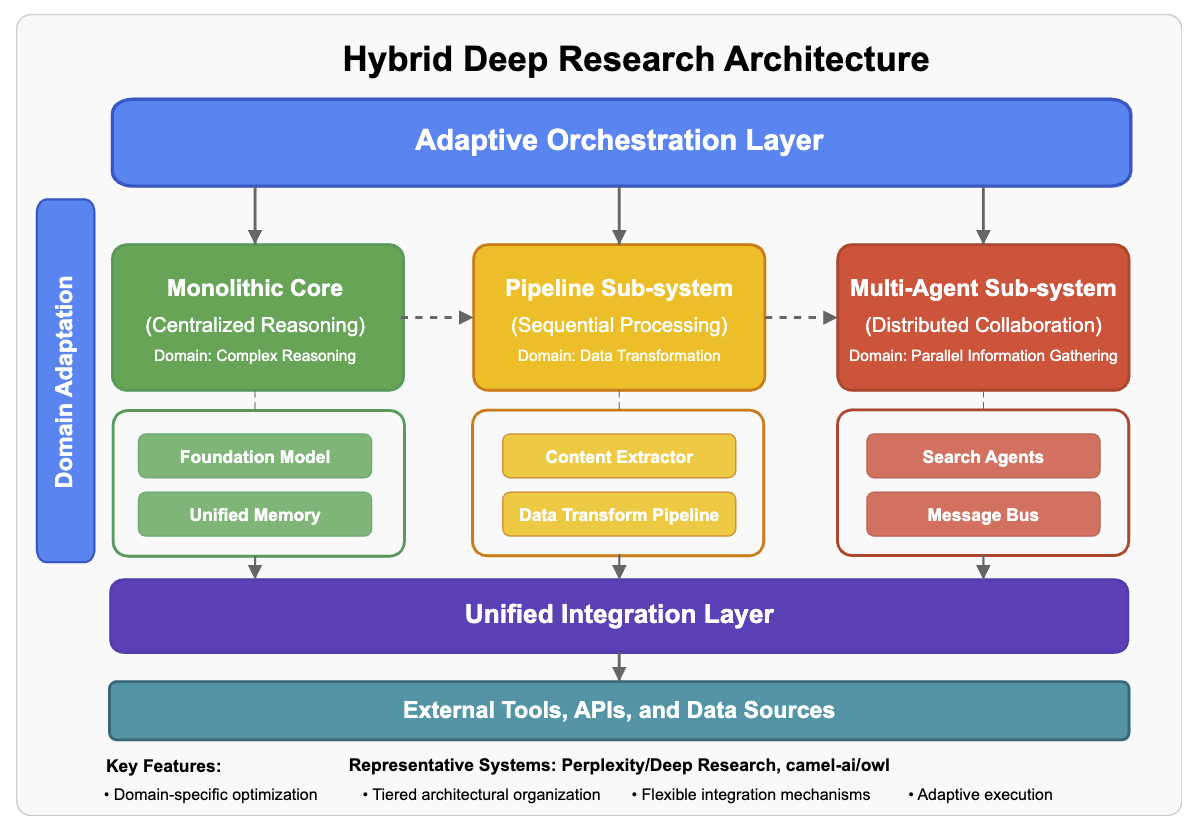 Hybrid Deep Research Architecture
Adaptive Orchestration Layer
Domain Adaptation
Monolithic Core
(Centralized Reasoning)
Domain: Complex Reasoning
Pipeline Sub-system
(Sequential Processing)
Domain: Data Transformation
Multi-Agent Sub-system
(Distributed Collaboration)
Domain: Parallel Information Gathering
Foundation Model
Unified Memory
Content Extractor
Data Transform Pipeline
Search Agents
Message Bus
Unified Integration Layer
External Tools, APIs, and Data Sources
Key Features:
Representative Systems: Perplexity/Deep Research, camel-ai/owl
• Domain-specific optimization
• Tiered architectural organization
• Flexible integration mechanisms
• Adaptive execution